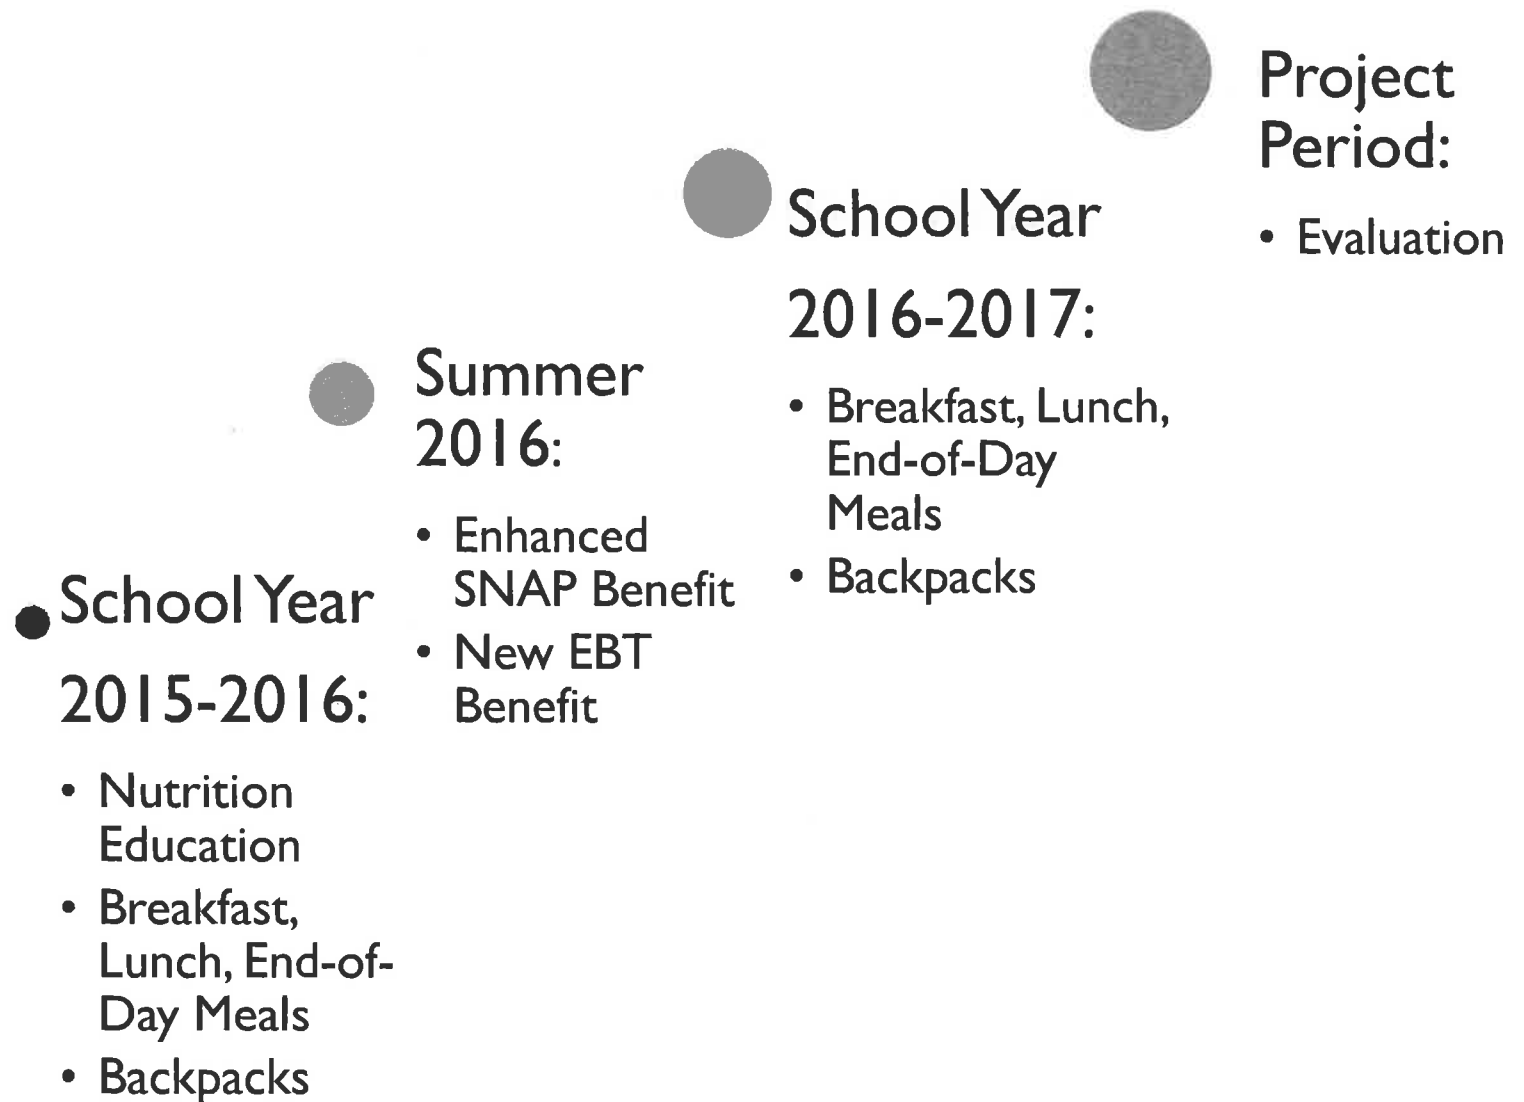 School Year
2015-2016:
• Nutrition
Education
• Breakfast,
Lunch, End-of-
Day Meals
• Backpacks
Summer
2016:
• Enhanced
SNAP Benefit
• New EBT
Benefit
School Year
2016-2017:
• Breakfast, Lunch,
End-of-Day
Meals
• Backpacks
Project
Period:
• Evaluation